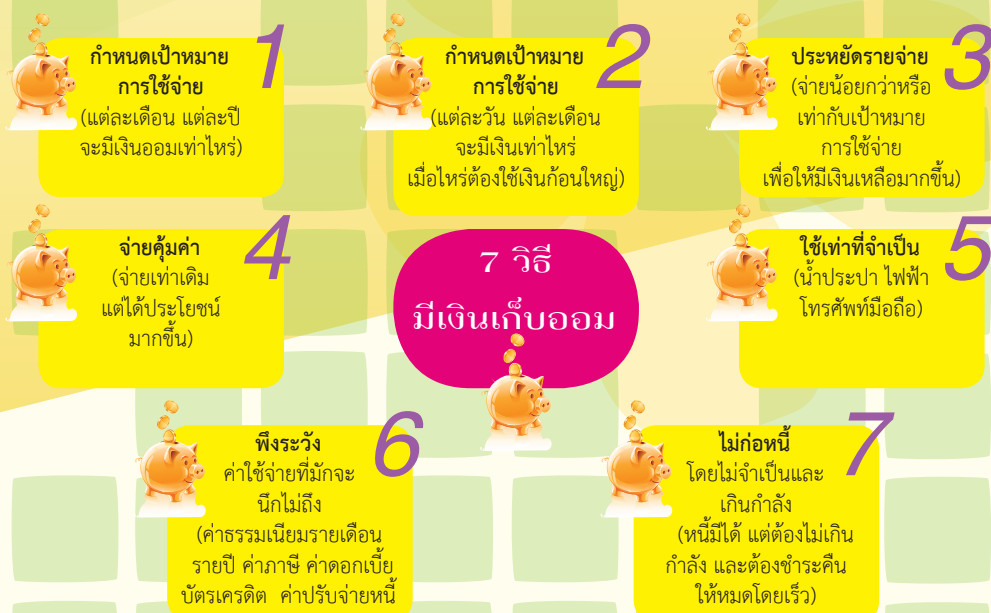 1
กำหนดเป้าหมาย
การใช้จ่าย
(แต่ละเดือน แต่ละปี
จะมีเงินออมเท่าไหร่)
2
กำหนดเป้าหมาย
การใช้จ่าย
(แต่ละวัน แต่ละเดือน
จะมีเงินเท่าไหร่
เมื่อไหร่ต้องใช้เงินก้อนใหญ่)
3
ประหยัดรายจ่าย
(จ่ายน้อยกว่าหรือ
เท่ากับเป้าหมาย
การใช้จ่าย
เพื่อให้มีเงินเหลือมากขึ้น)
4
จ่ายคุ้มค่า
(จ่ายเท่าเดิม
แต่ได้ประโยชน์
มากขึ้น)
7 วิธี
มีเงินเก็บออม
5
ใช้เท่าที่จำเป็น
(น้ำประปา ไฟฟ้า
โทรศัพท์มือถือ)
6
พึงระวัง
ค่าใช้จ่ายที่มักจะ
นึกไม่ถึง
(ค่าธรรมเนียมรายเดือน
รายปี ค่าภาษี ค่าดอกเบี้ย
บัตรเครดิต ค่าปรับจ่ายหนี้
7
ไม่ก่อหนี้
โดยไม่จำเป็นและ
เกินกำลัง
(หนี้มีได้ แต่ต้องไม่เกิน
กำลัง และต้องชำระคืน
ให้หมดโดยเร็ว)